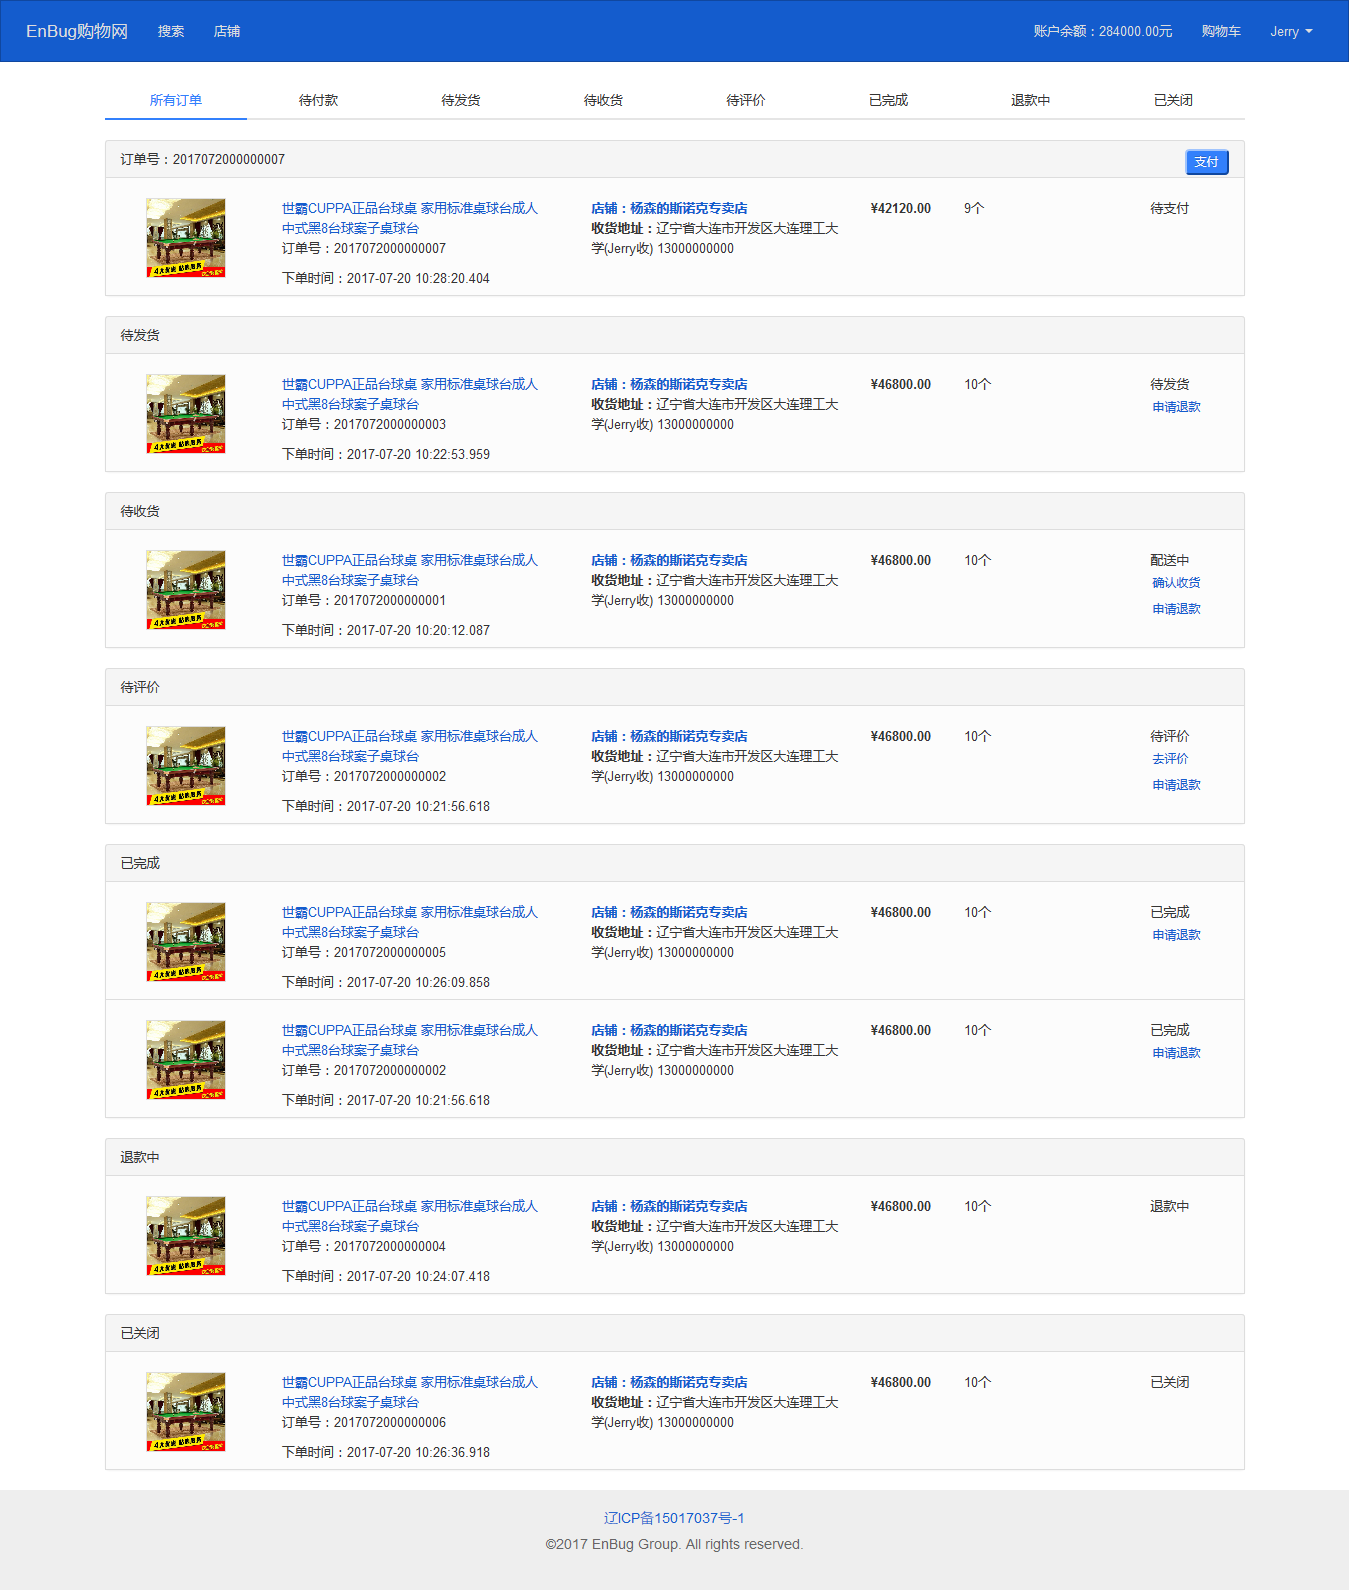 EnBug购物网 搜索 店铺 账户余额：284000.00元 购物车 Jerry
所有订单 待付款 待发货 待收货 待评价 已完成 退款中 已关闭
订单号：2017072000000007 支付
世霸CUPPA正品台球桌 家用标准桌球台成人 店铺：杨森的斯诺克专卖店 ¥42120.00 9个 待支付
中式黑8台球案子桌球台 收货地址：辽宁省大连市开发区大连理工大
订单号：2017072000000007 学(Jerry收) 13000000000
下单时间：2017-07-20 10:28:20.404
待发货
世霸CUPPA正品台球桌 家用标准桌球台成人 店铺：杨森的斯诺克专卖店 ¥46800.00 10个 待发货
中式黑8台球案子桌球台 收货地址：辽宁省大连市开发区大连理工大 申请退款
订单号：2017072000000003 学(Jerry收) 13000000000
下单时间：2017-07-20 10:22:53.959
待收货
世霸CUPPA正品台球桌 家用标准桌球台成人 店铺：杨森的斯诺克专卖店 ¥46800.00 10个 配送中
中式黑8台球案子桌球台 收货地址：辽宁省大连市开发区大连理工大 确认收货
订单号：2017072000000001 学(Jerry收) 13000000000 申请退款
下单时间：2017-07-20 10:20:12.087
待评价
世霸CUPPA正品台球桌 家用标准桌球台成人 店铺：杨森的斯诺克专卖店 ¥46800.00 10个 待评价
中式黑8台球案子桌球台 收货地址：辽宁省大连市开发区大连理工大 去评价
订单号：2017072000000002 学(Jerry收) 13000000000 申请退款
下单时间：2017-07-20 10:21:56.618
已完成
世霸CUPPA正品台球桌 家用标准桌球台成人 店铺：杨森的斯诺克专卖店 ¥46800.00 10个 已完成
中式黑8台球案子桌球台 收货地址：辽宁省大连市开发区大连理工大 申请退款
订单号：2017072000000005 学(Jerry收) 13000000000
下单时间：2017-07-20 10:26:09.858
世霸CUPPA正品台球桌 家用标准桌球台成人 店铺：杨森的斯诺克专卖店 ¥46800.00 10个 已完成
中式黑8台球案子桌球台 收货地址：辽宁省大连市开发区大连理工大 申请退款
订单号：2017072000000002 学(Jerry收) 13000000000
下单时间：2017-07-20 10:21:56.618
退款中
世霸CUPPA正品台球桌 家用标准桌球台成人 店铺：杨森的斯诺克专卖店 ¥46800.00 10个 退款中
中式黑8台球案子桌球台 收货地址：辽宁省大连市开发区大连理工大
订单号：2017072000000004 学(Jerry收) 13000000000
下单时间：2017-07-20 10:24:07.418
已关闭
世霸CUPPA正品台球桌 家用标准桌球台成人 店铺：杨森的斯诺克专卖店 ¥46800.00 10个 已关闭
中式黑8台球案子桌球台 收货地址：辽宁省大连市开发区大连理工大
订单号：2017072000000006 学(Jerry收) 13000000000
下单时间：2017-07-20 10:26:36.918
辽ICP备15017037号-1
©2017 EnBug Group. All rights reserved.